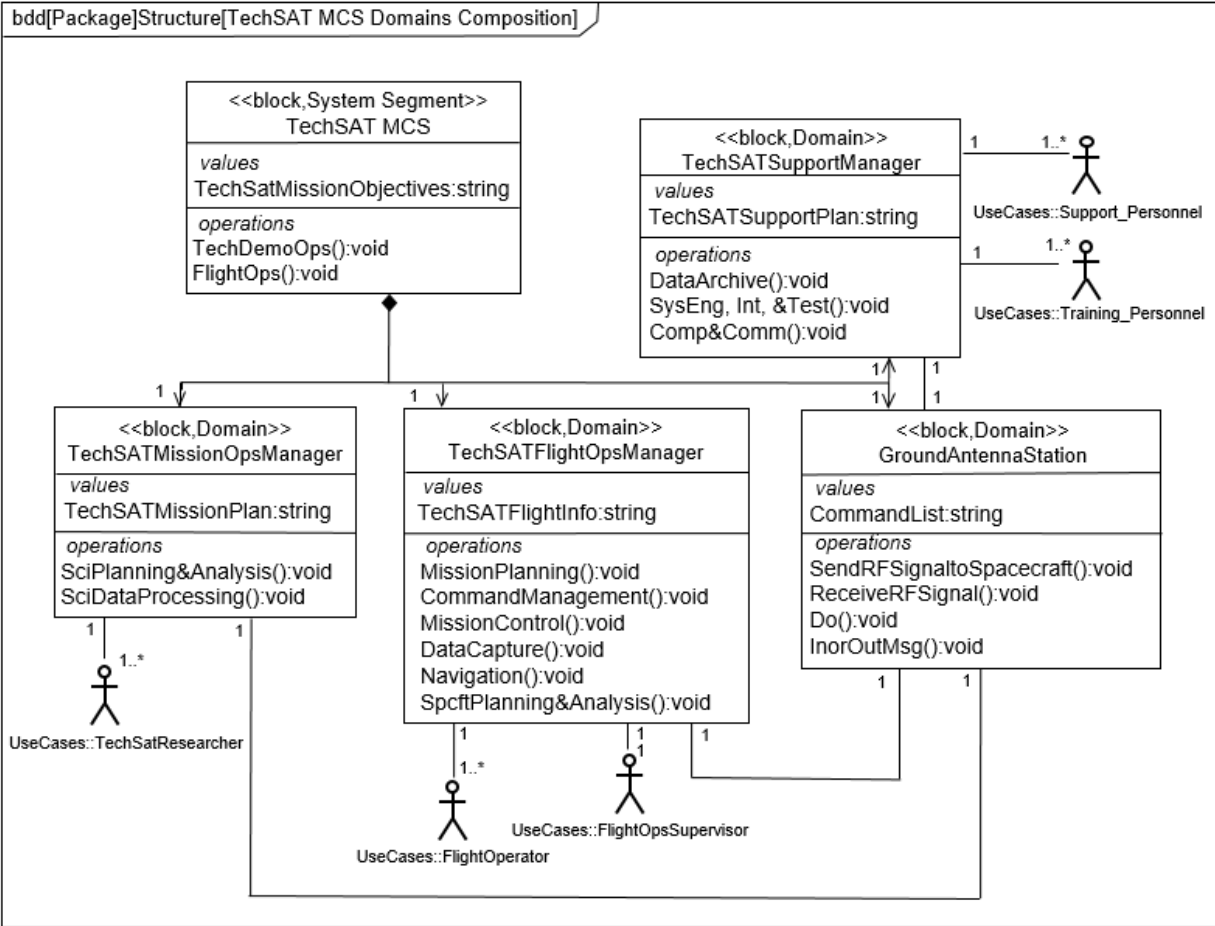 bdd[Package]Structure[TechSAT MCS Domains Composition]
<<block,System Segment>>
TechSAT MCS
values
TechSatMissionObjectives:string
operations
TechDemoOps():void
FlightOps():void
<<block,Domain>>
TechSATSupportManager
values
TechSATSupportPlan:string
operations
DataArchive():void
SysEng, Int, &Test():void
Comp&Comm():void
1
1..*
UseCases::Support_Personnel
1
1..*
UseCases::Training_Personnel
1
1
1
1
1
1
<<block,Domain>>
TechSATMissionOpsManager
values
TechSATMissionPlan:string
operations
SciPlanning&Analysis():void
SciDataProcessing():void
1
1
1..*
UseCases::TechSatResearcher
<<block,Domain>>
TechSATFlightOpsManager
values
TechSATFlightInfo:string
operations
MissionPlanning():void
CommandManagement():void
MissionControl():void
DataCapture():void
Navigation():void
SpcftPlanning&Analysis():void
1
1..*
UseCases::FlightOperator
1
1
UseCases::FlightOpsSupervisor
1
<<block,Domain>>
GroundAntennaStation
values
CommandList:string
operations
SendRFSignaltoSpacecraft():void
ReceiveRFSignal():void
Do():void
InorOutMsg():void
1
1